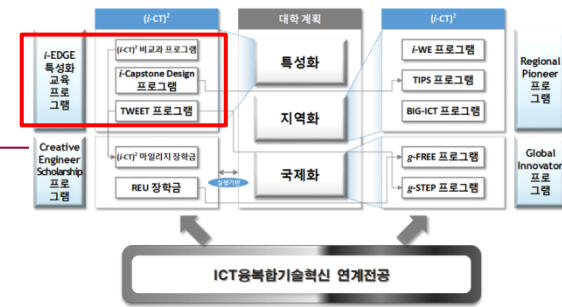 (i-CT)²
대학 계획
(i-CT)²
i-EDGE
특성화
교육
프로
그램
(i-CT)² 비교과 프로그램
i-Capstone Design
프로그램
TWEET 프로그램
특성화
지역화
국제화
i-WE 프로그램
TIPS 프로그램
BIG-ICT 프로그램
Regional
Pioneer
프로
그램
Creative
Engineer
Scholarship
프로
그램
(i-CT)² 마일리지 장학금
REU 장학금
실행기반
g-FREE 프로그램
g-STEP 프로그램
Global
Innovator
프로
그램
ICT융복합기술혁신 연계전공